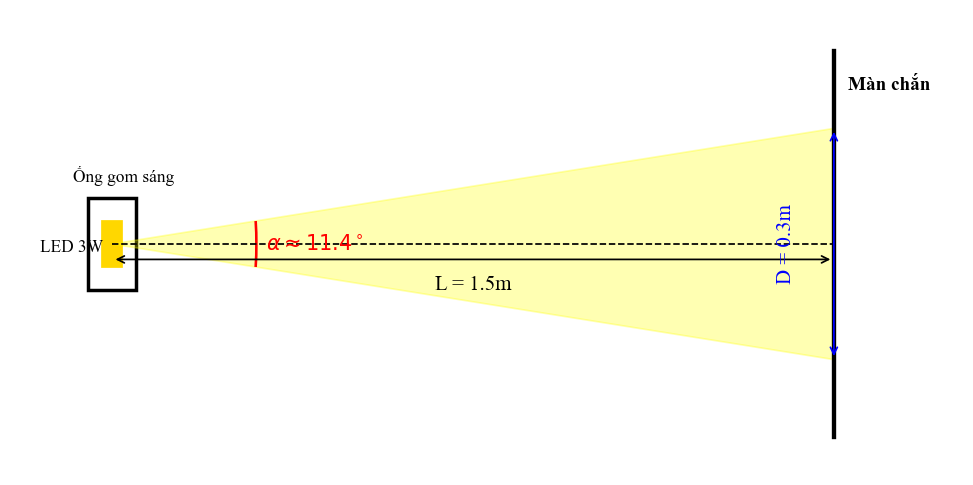 Màn chắn
Ống gom sáng
LED 3W
α ≈ 11.4°
D = 0.3m
L = 1.5m